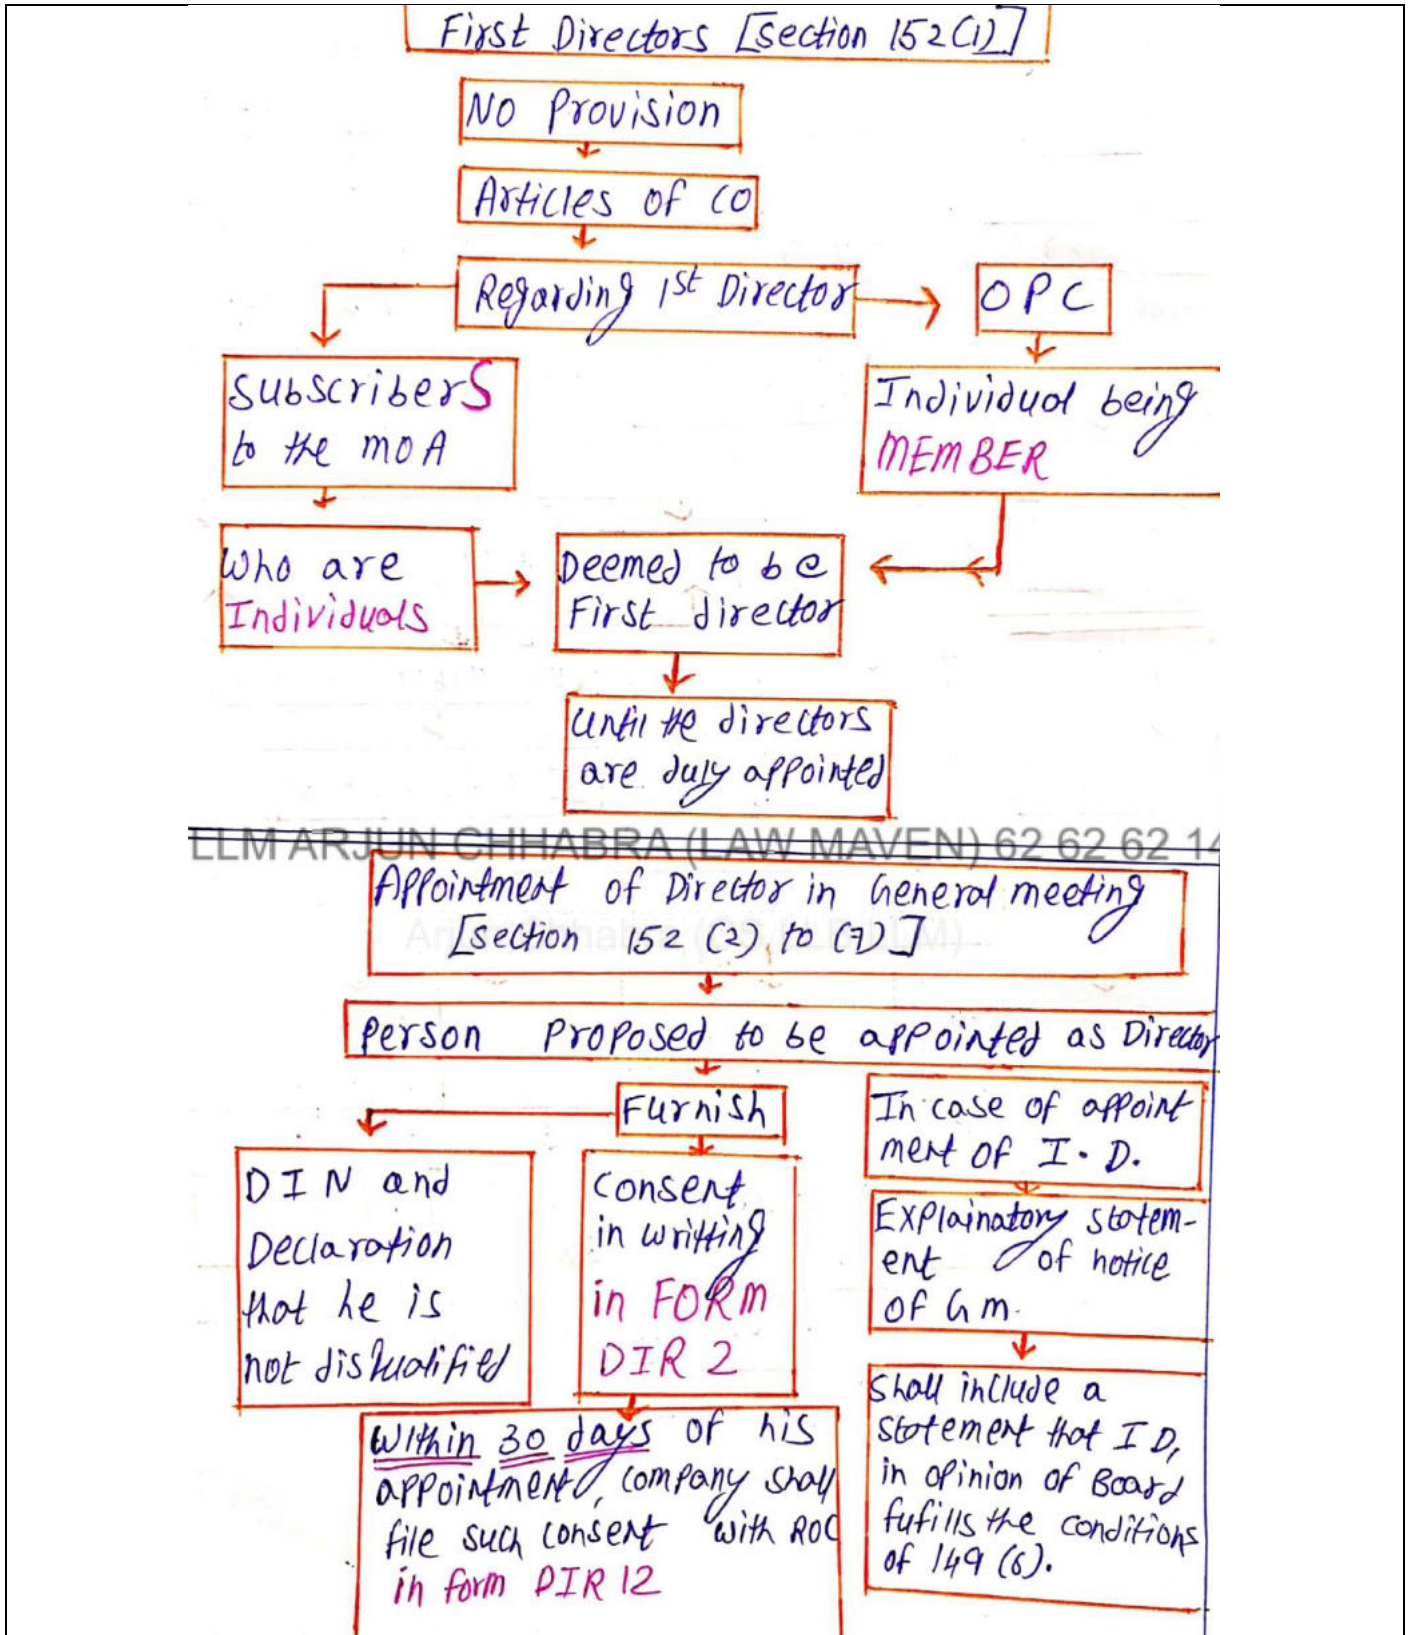 First Directors [section 152(1)]
No Provision
Articles of CO
Regarding 1st Director
OPC
SubscriberS
to the MOA
Individual being
MEMBER
Who are
Individuals
Deemed to be
First director
Until the directors
are duly appointed
LLM ARJUN CHHABRA (LAW MAVEN) 62 62 62 14
Appointment of Director in General meeting
[section 152 (2) to (7)]
Person Proposed to be appointed as Director
Furnish
In case of appoint
ment of I.D.
DIN and
Declaration
that he is
not disqualified
Consent
in writting
in FORM
DIR 2
Explainatory statem-
ent of notice
of Gm.
Within 30 days of his
appointment, company shall
file such consent with ROC
in form DIR 12
Shall include a
statement that ID,
in opinion of Board
fufills the conditions
of 149 (6).